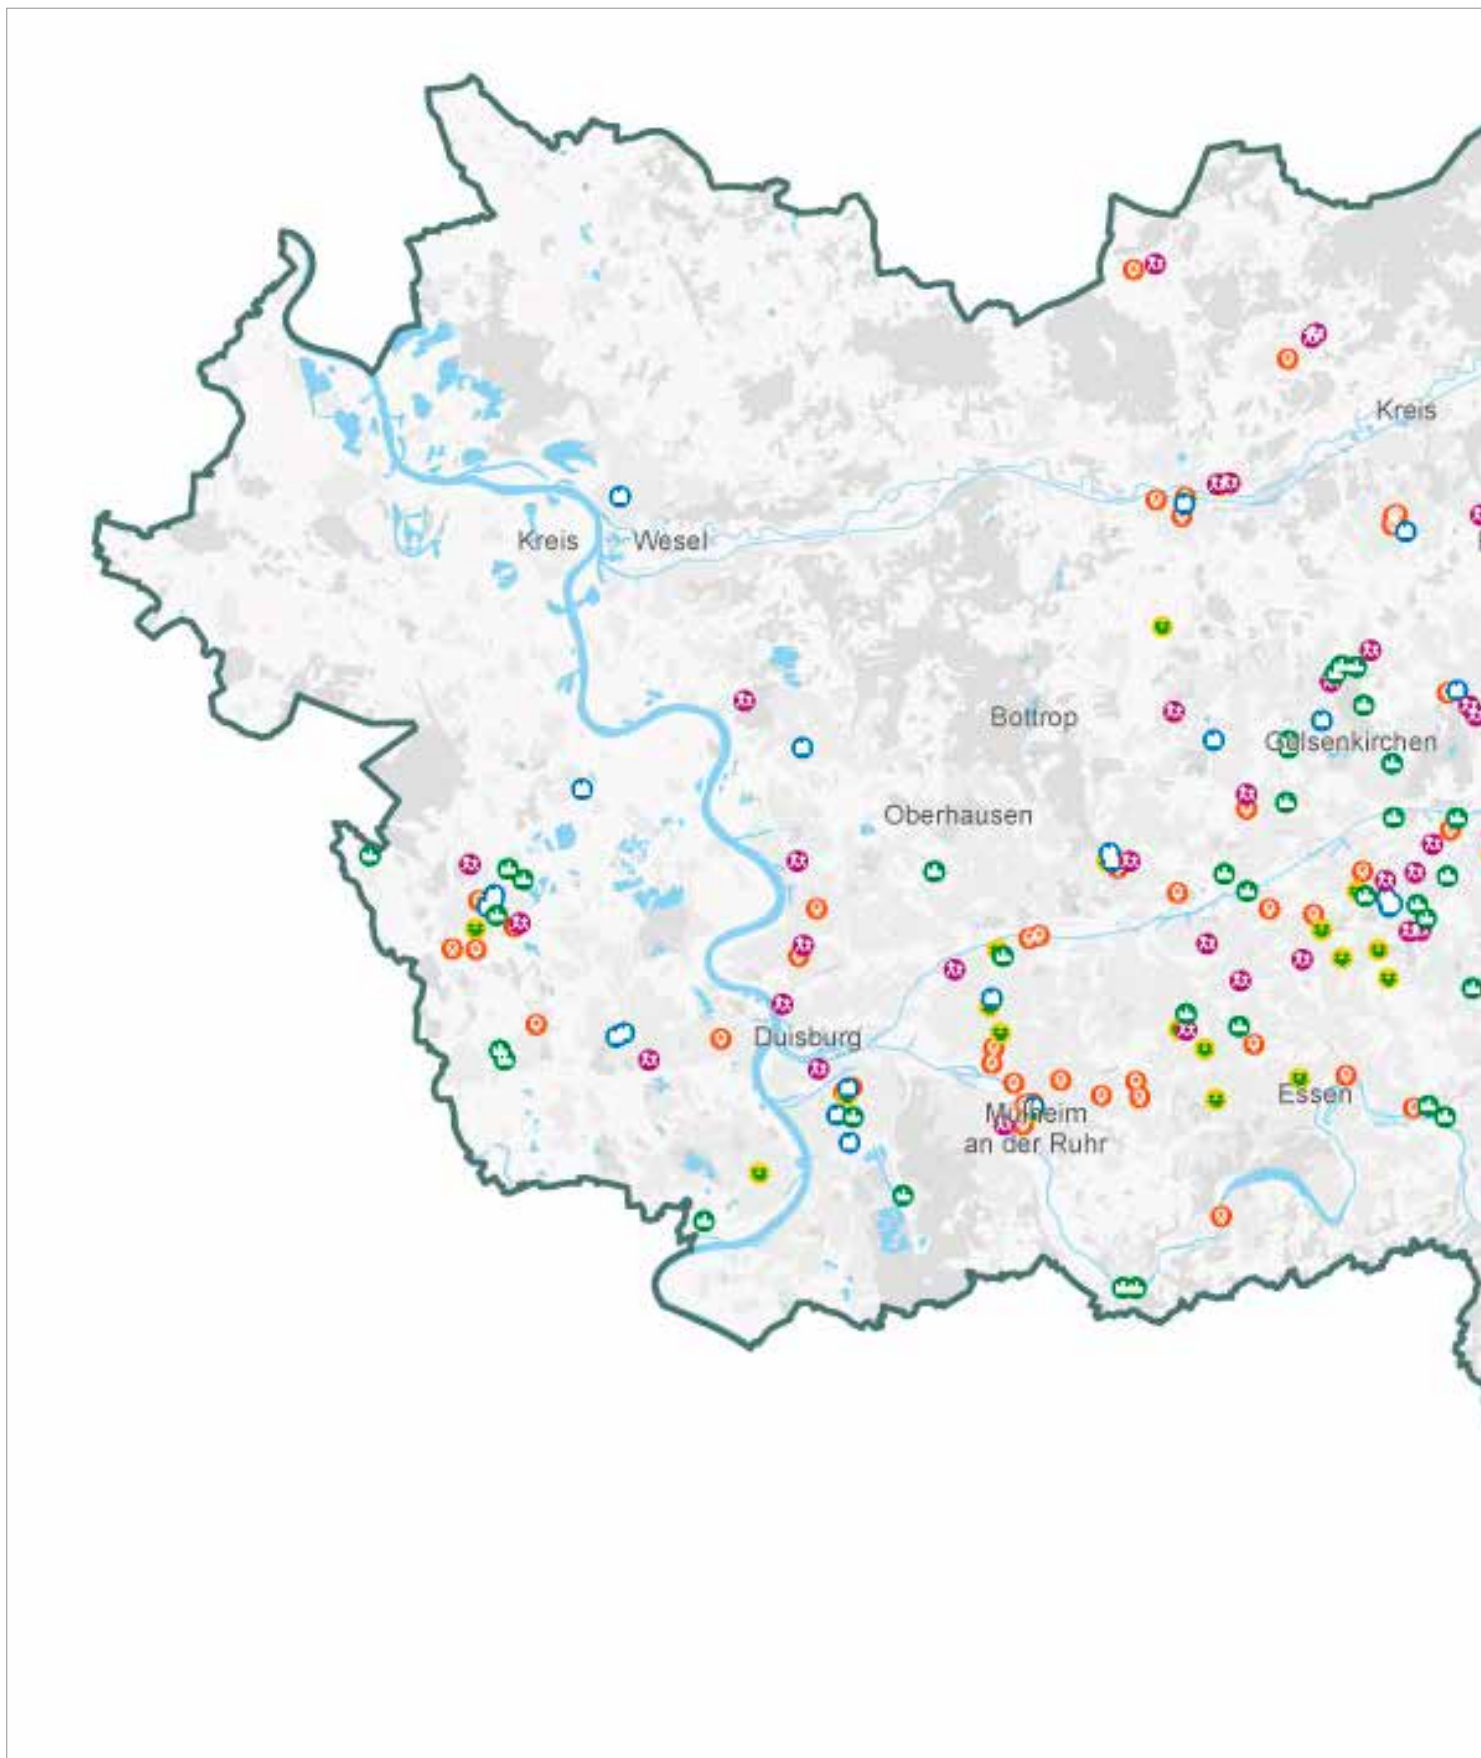 Kreis
Kreis Wesel
Bottrop
Gelsenkirchen
Oberhausen
Duisburg
Essen
Mülheim
an der Ruhr